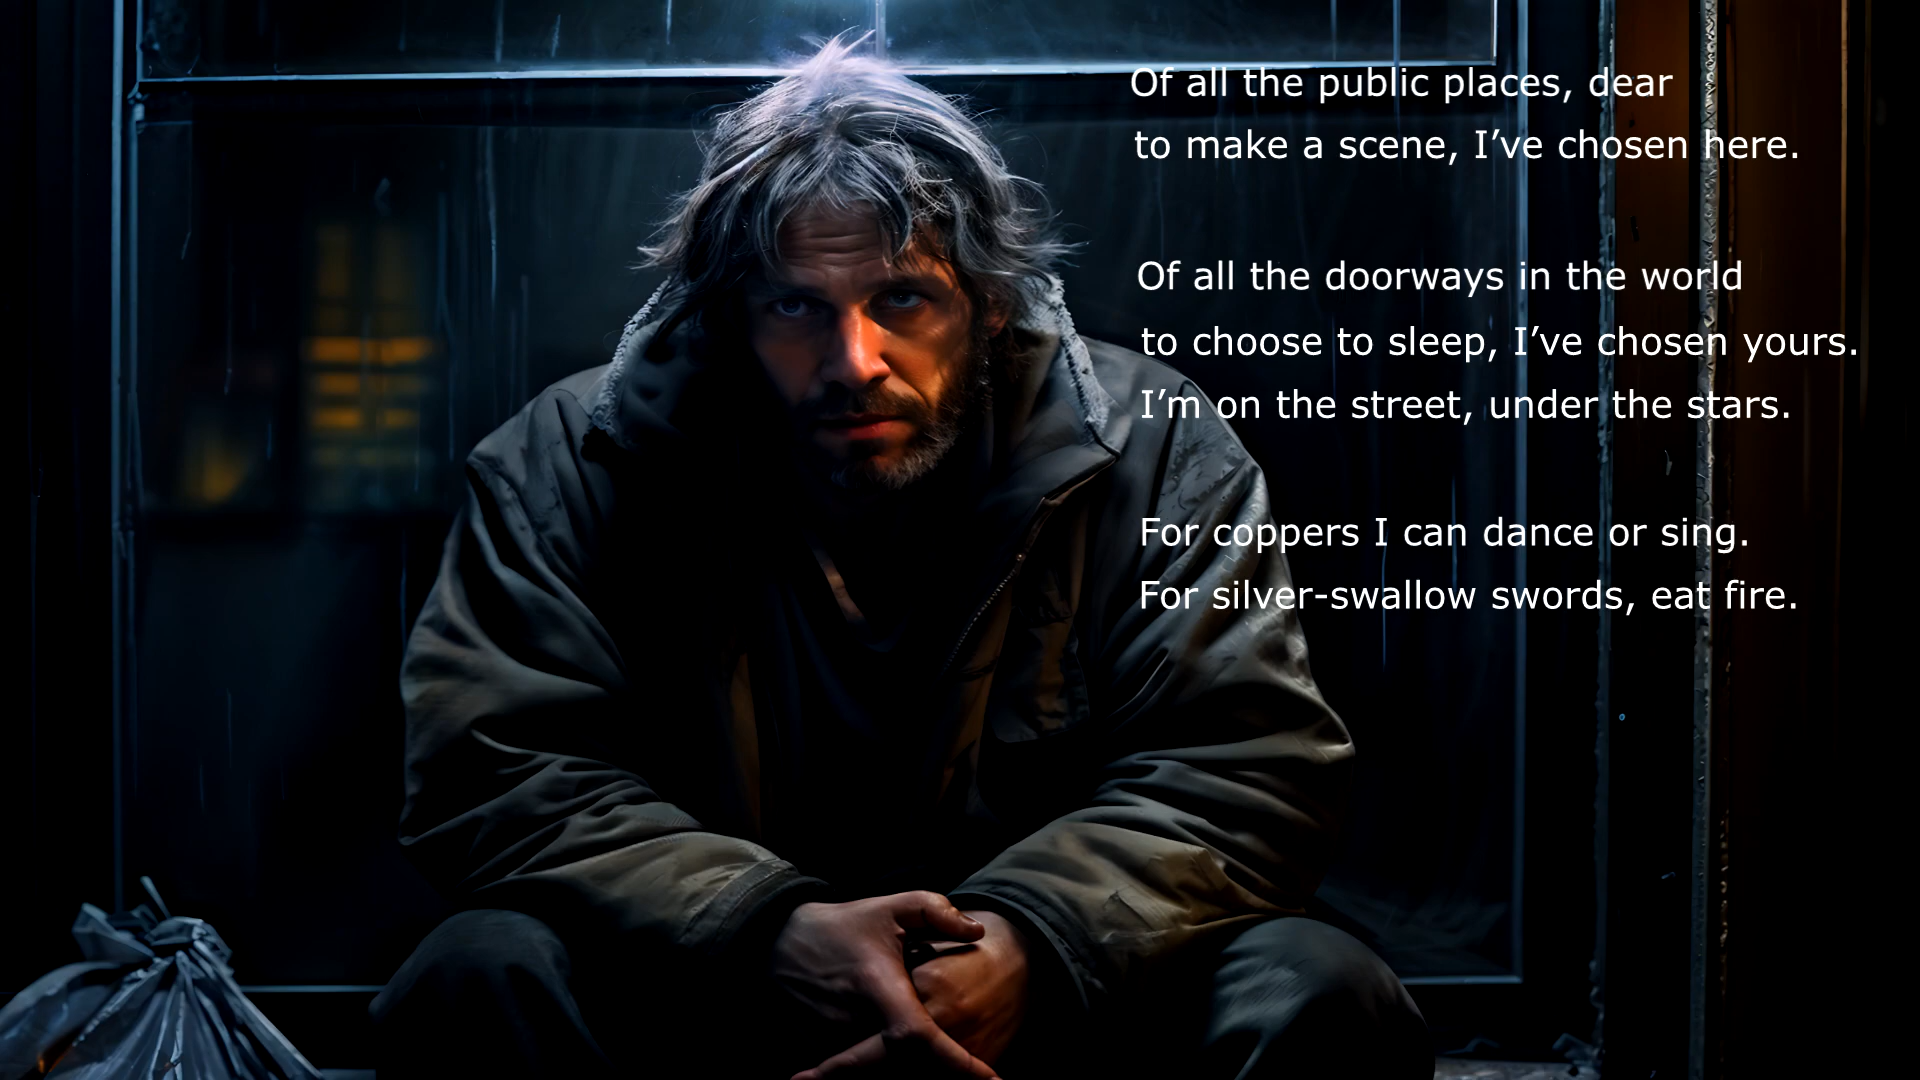 Of all the public places, dear
to make a scene, I’ve chosen here.
Of all the doorways in the world
to choose to sleep, I’ve chosen yours.
I’m on the street, under the stars.
For coppers I can dance or sing.
For silver-swallow swords, eat fire.